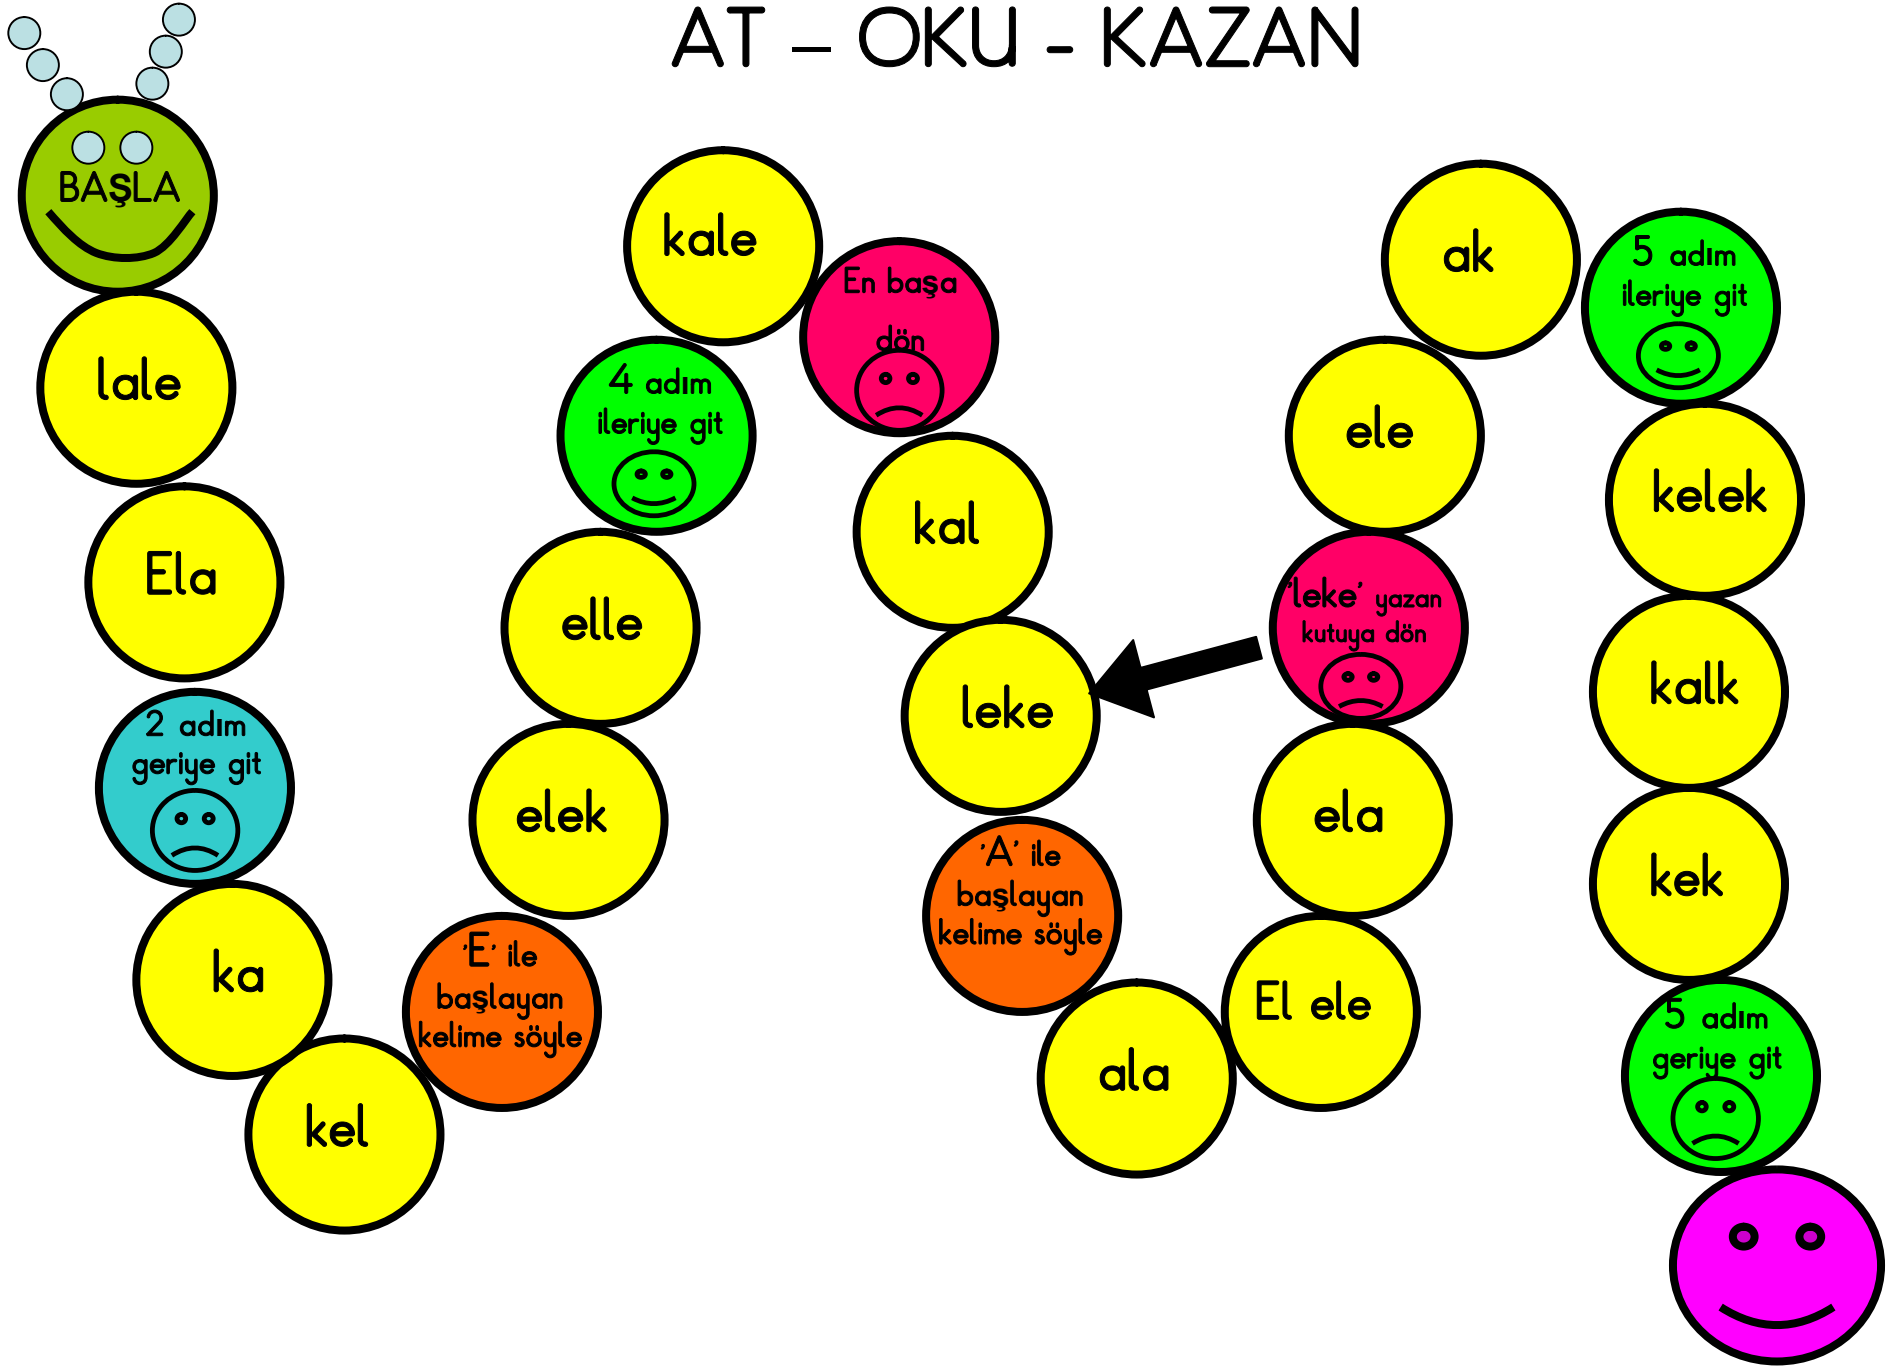 AT – OKU - KAZAN
BAŞLA
lale
Ela
2 adım
geriye git
ka
kel
'E' ile
başlayan
kelime söyle
elek
elle
4 adım
ileriye git
kale
En başa
dön
kal
leke
'A' ile
başlayan
kelime söyle
ala
El ele
ela
'leke' yazan
kutuya dön
ele
ak
5 adım
ileriye git
kelek
kalk
kek
5 adım
geriye git